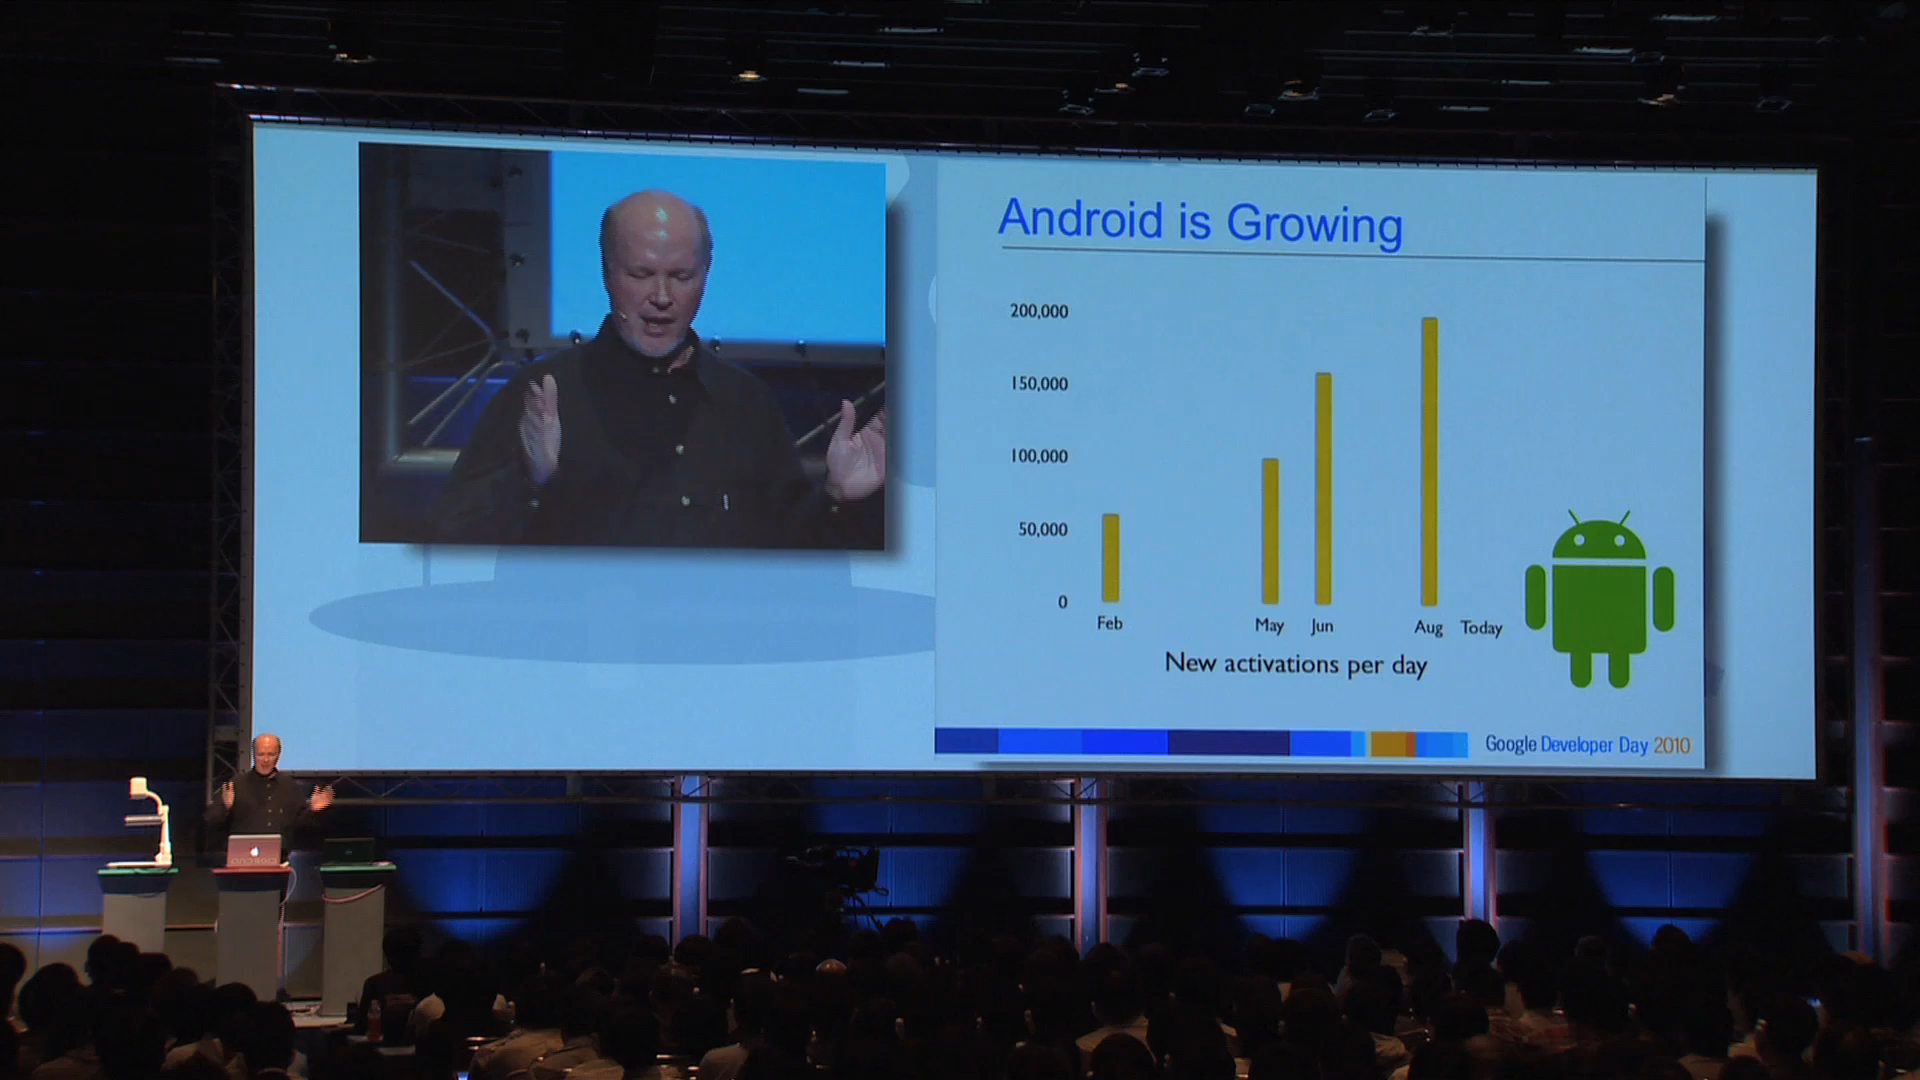 Android is Growing
200,000
150,000
100,000
50,000
0
Feb May Jun Aug Today
New activations per day
Google Developer Day 2010